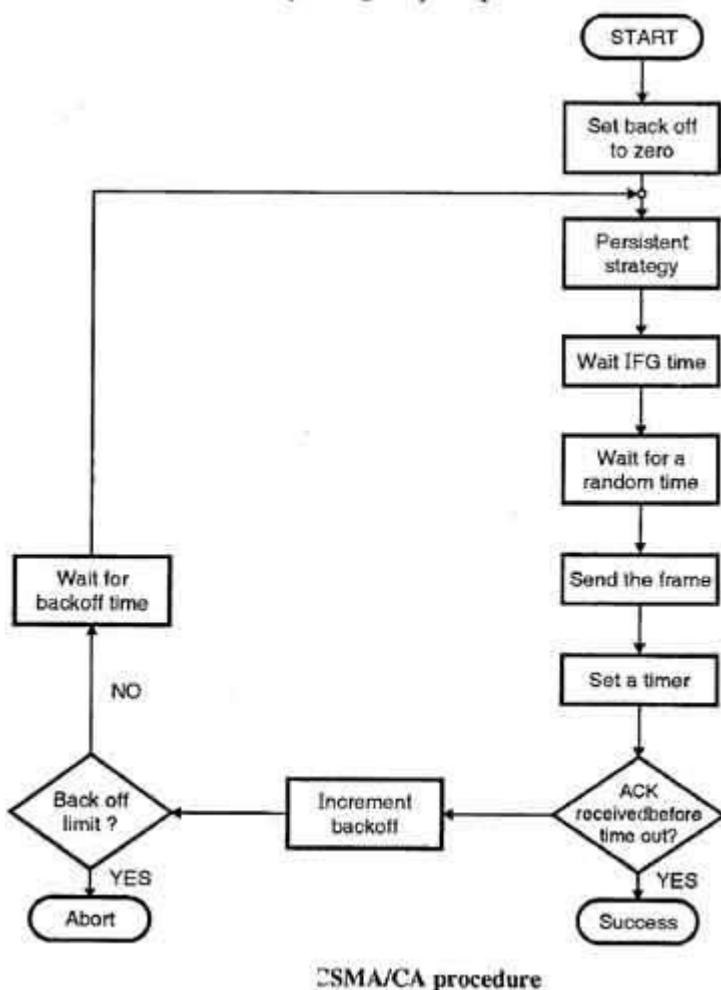 START
Set back off
to zero
Persistent
strategy
Wait IFG time
Wait for a
random time
Send the frame
Set a timer
ACK
receivedbefore
time out?
YES
Success
Increment
backoff
Back off
limit ?
YES
Abort
NO
Wait for
backoff time
CSMA/CA procedure